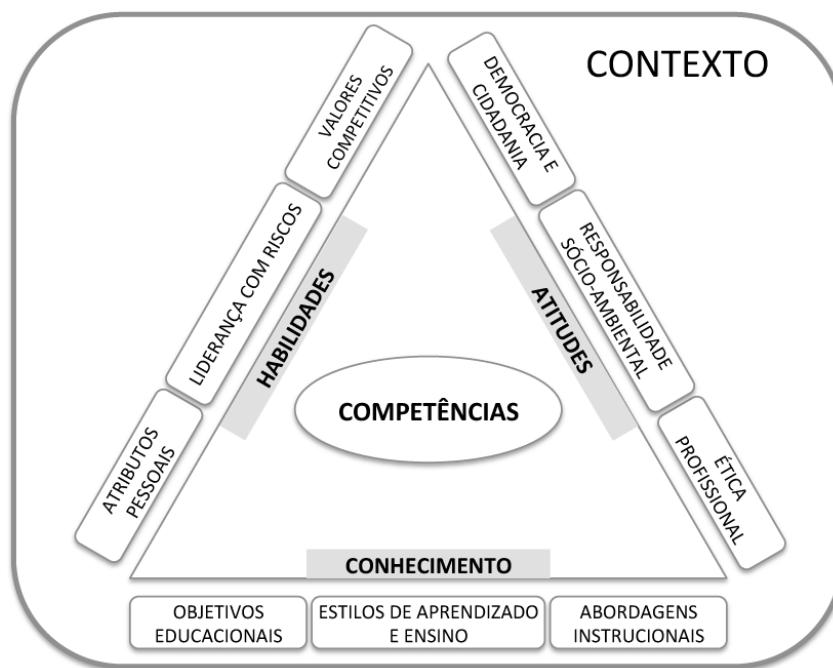 CONTEXTO
VALORES
COMPETITIVOS
LIDERANÇA COM RISCOS
ATRIBUTOS
PESSOAIS
HABILIDADES
DEMOCRACIA E
CIDADANIA
RESPONSABILIDADE
SÓCIO-AMBIENTAL
ÉTICA
PROFISSIONAL
ATITUDES
COMPETÊNCIAS
CONHECIMENTO
OBJETIVOS
EDUCACIONAIS
ESTILOS DE APRENDIZADO
E ENSINO
ABORDAGENS
INSTRUCIONAIS